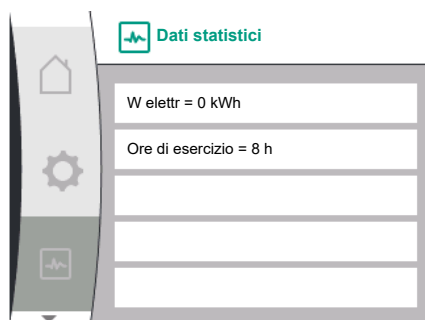 Dati statistici
W elettr = 0 kWh
Ore di esercizio = 8 h